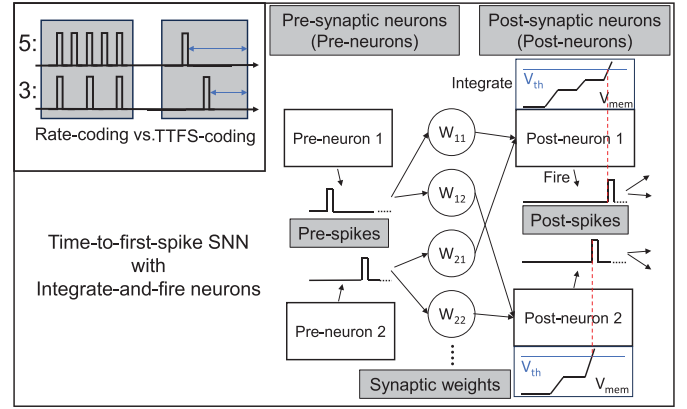 5:
3:
Rate-coding vs.TTFS-coding
Pre-synaptic neurons
(Pre-neurons)
Post-synaptic neurons
(Post-neurons)
Integrate
Vth
Vmem
Pre-neuron 1
W11
Post-neuron 1
Fire
W12
Pre-spikes
Post-spikes
Time-to-first-spike SNN
with
Integrate-and-fire neurons
W21
Pre-neuron 2
W22
Post-neuron 2
Synaptic weights
Vth
Vmem